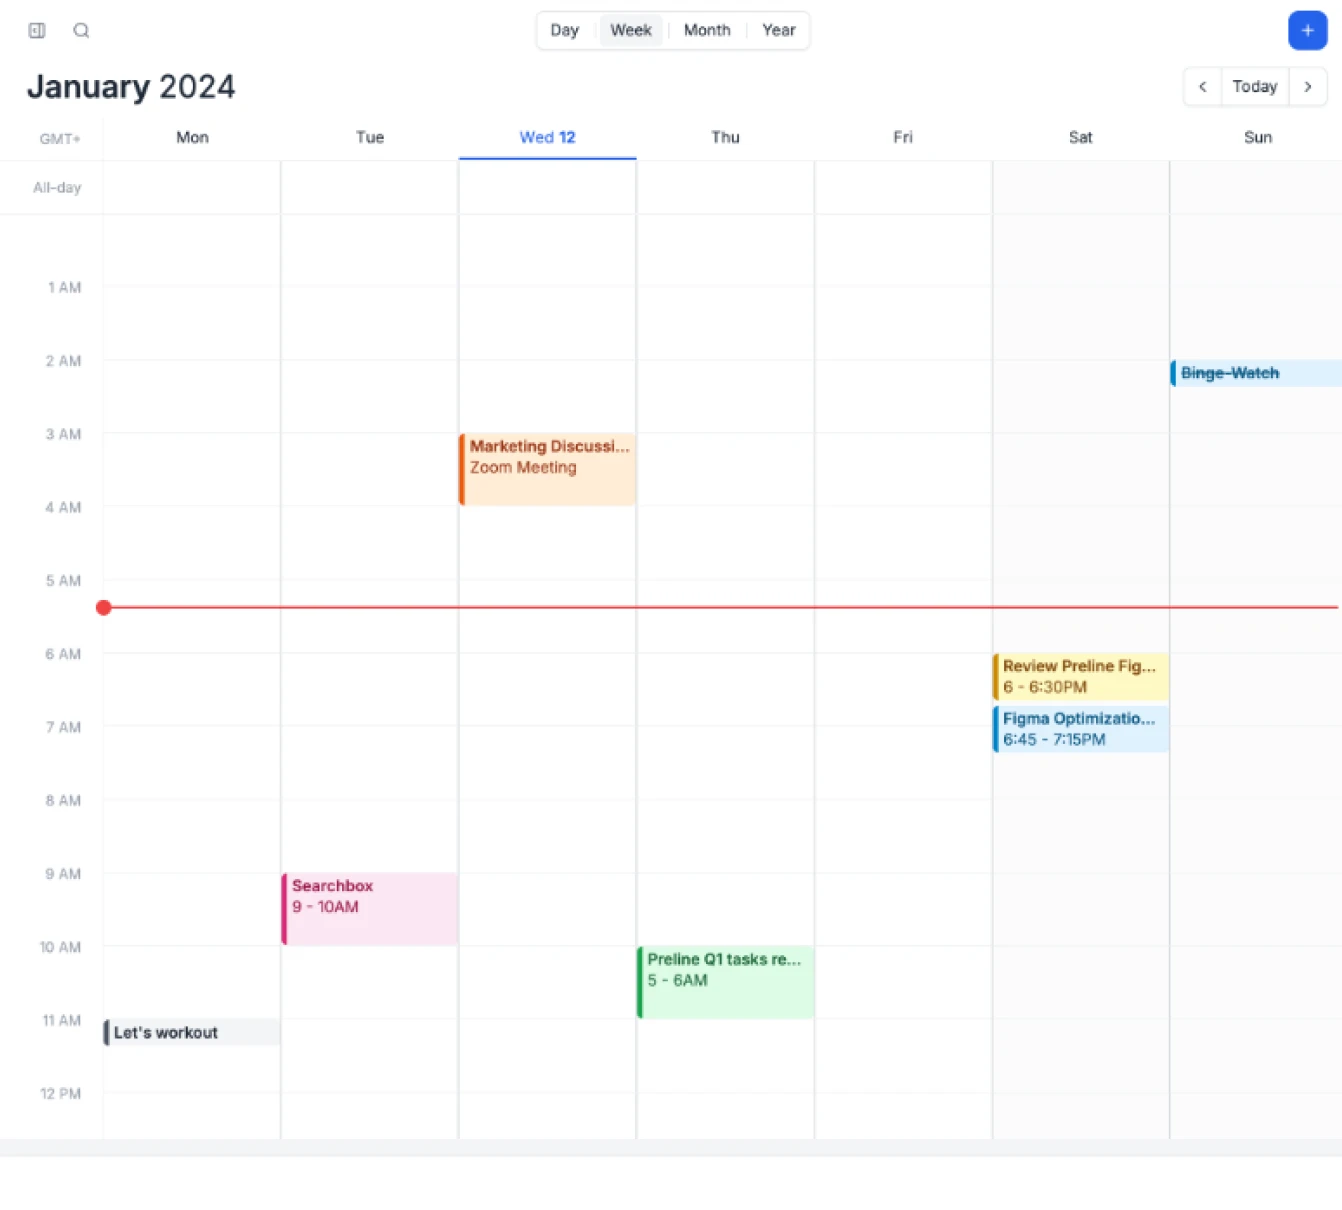 Day Week Month Year
January 2024
Today
GMT+ Mon Tue Wed 12 Thu Fri Sat Sun
All-day
1 AM
2 AM
Binge-Watch
3 AM
Marketing Discussi...
Zoom Meeting
4 AM
5 AM
6 AM
Review Preline Fig...
6 - 6:30PM
Figma Optimizatio...
7 AM
6:45 - 7:15PM
8 AM
9 AM
Searchbox
9 - 10AM
10 AM
Preline Q1 tasks re...
5 - 6AM
11 AM
Let's workout
12 PM